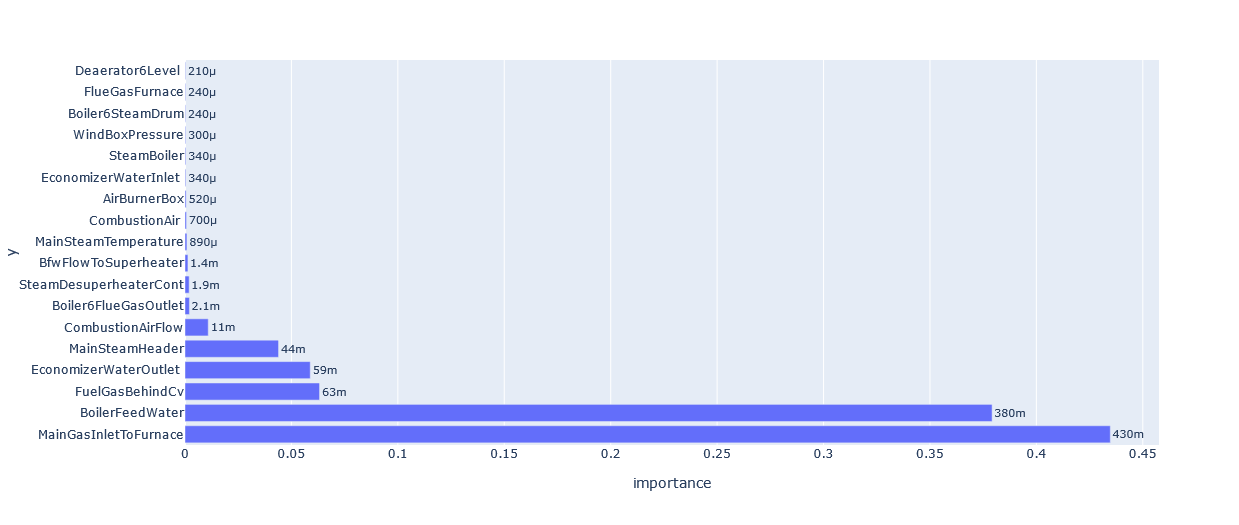 Deaerator6Level 210μ
FlueGasFurnace 240μ
Boiler6SteamDrum 240μ
WindBoxPressure 300μ
SteamBoiler 340μ
EconomizerWaterInlet 340μ
AirBurnerBox 520μ
CombustionAir 700μ
MainSteamTemperature 890μ
BfwFlowToSuperheater 1.4m
SteamDesuperheaterCont 1.9m
Boiler6FlueGasOutlet 2.1m
CombustionAirFlow 11m
MainSteamHeader 44m
EconomizerWaterOutlet 59m
FuelGasBehindCv 63m
BoilerFeedWater 380m
MainGasInletToFurnace 430m
y
0 0.05 0.1 0.15 0.2 0.25 0.3 0.35 0.4 0.45
importance